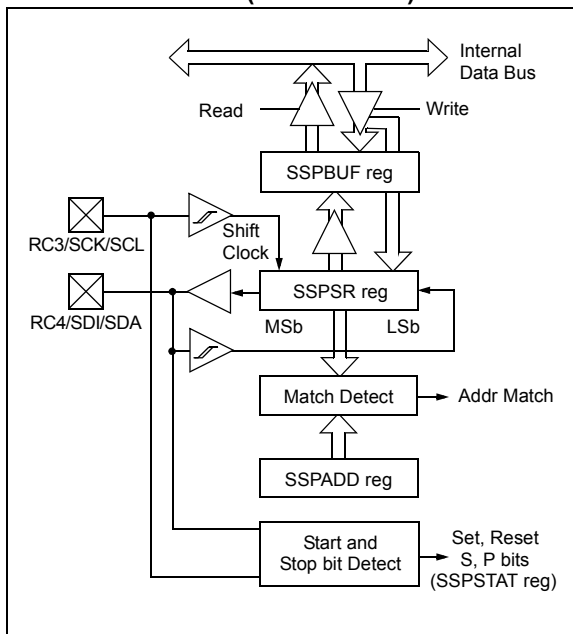 Internal
Data Bus
Read
Write
SSPBUF reg
RC3/SCK/SCL
Shift
Clock
SSPSR reg
RC4/SDI/SDA
MSb
LSb
Match Detect
Addr Match
SSPADD reg
Start and
Stop bit Detect
Set, Reset
S, P bits
(SSPSTAT reg)